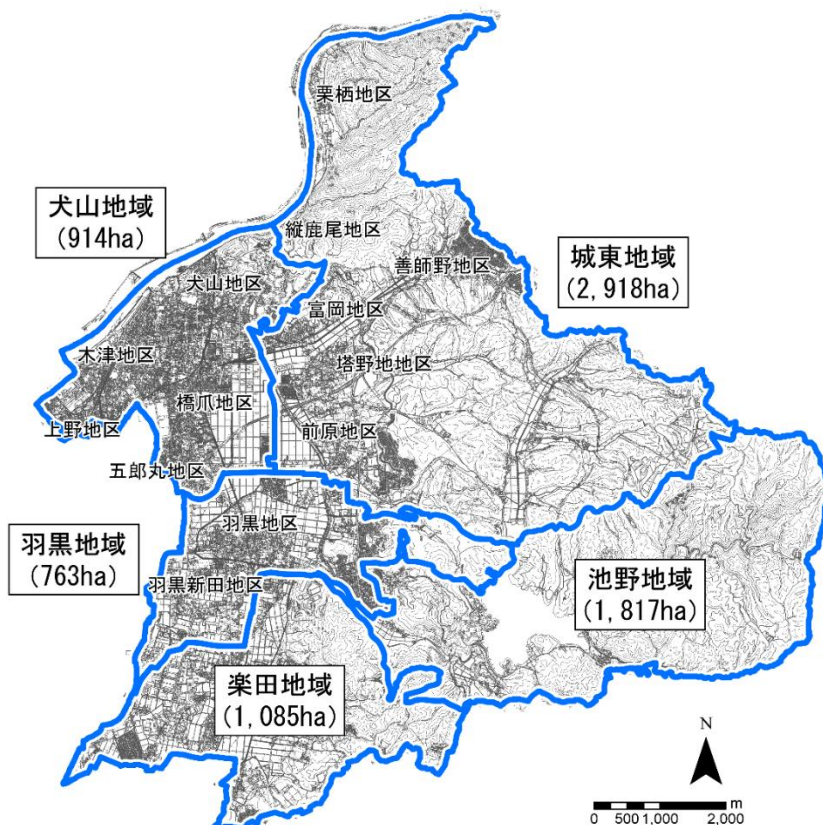 栗栖地区
犬山地域
(914ha)
継鹿尾地区
犬山地区
善師野地区
城東地域
(2,918ha)
富岡地区
木津地区
塔野地地区
橋爪地区
上野地区
前原地区
五郎丸地区
羽黒地区
羽黒地域
(763ha)
羽黒新田地区
池野地域
(1,817ha)
楽田地域
(1,085ha)
N
m
0 500 1,000 2,000